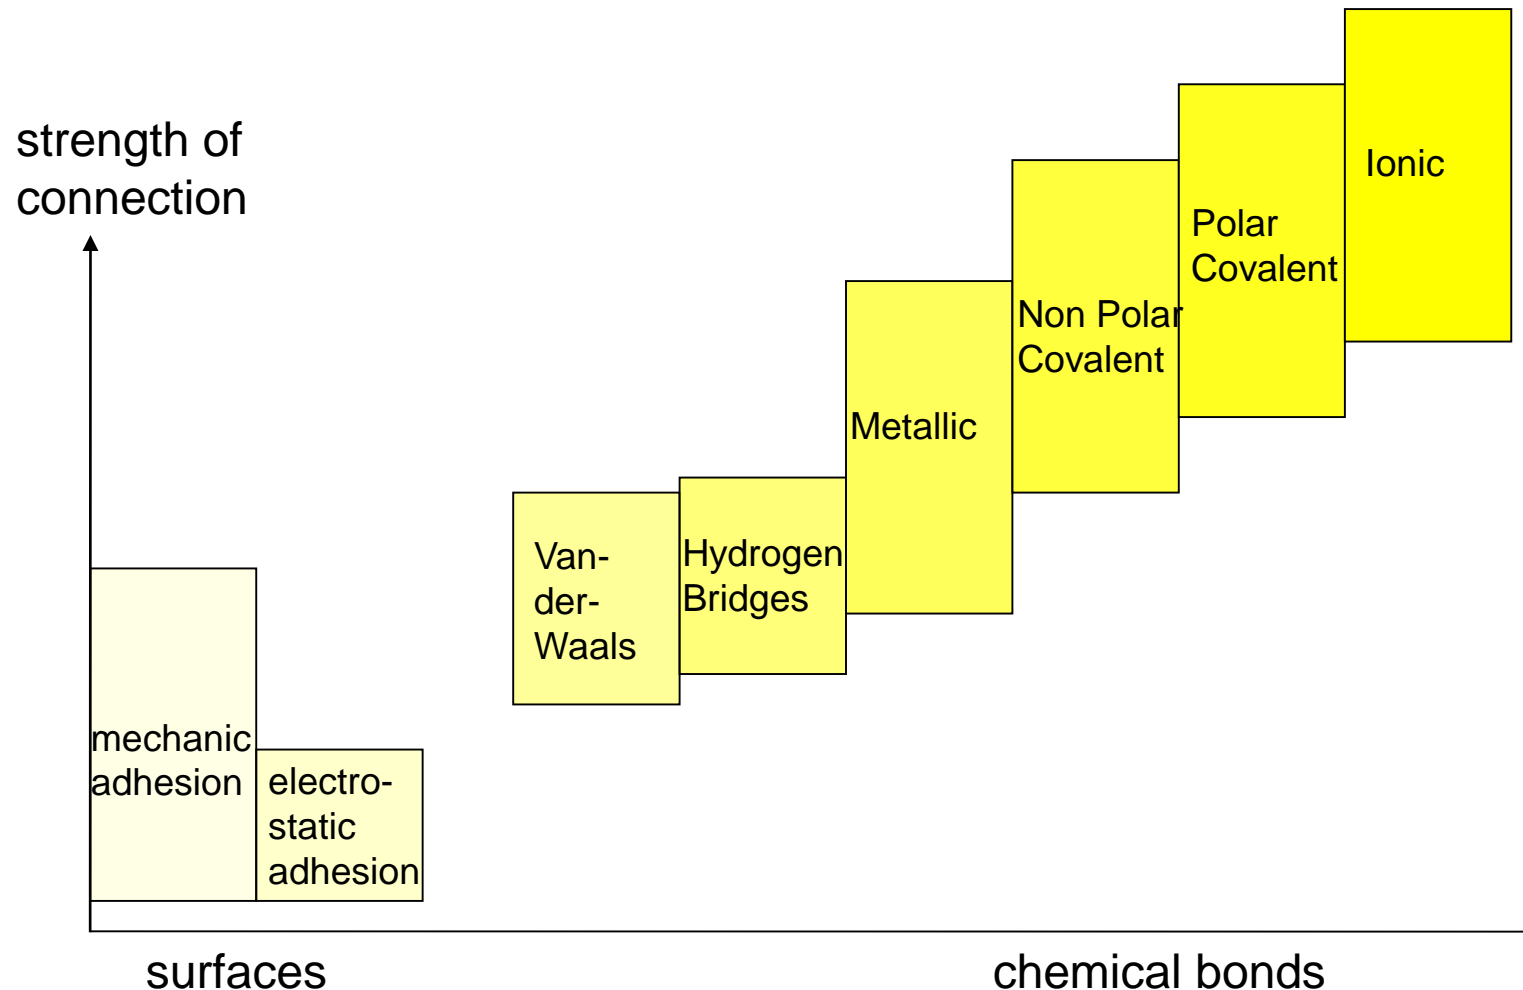 strength of
connection
Ionic
Polar
Covalent
Non Polar
Covalent
Metallic
Van-
der-
Waals
Hydrogen
Bridges
mechanic
adhesion
electro-
static
adhesion
surfaces
chemical bonds